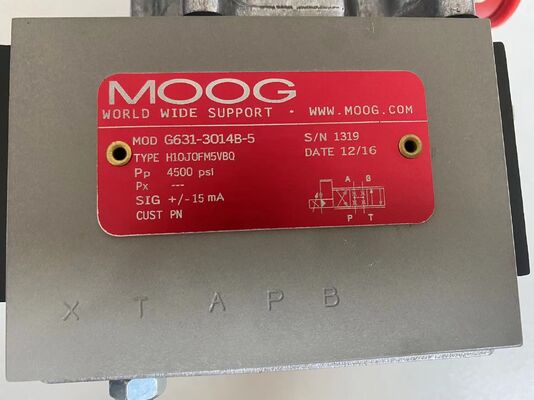 MOOG
WORLD WIDE SUPPORT · WWW.MOOG.COM
MOD G631-3014B-5 S/N 1319
TYPE H10JOFM5VBQ DATE 12/16
Pp 4500 psi
Px ---
SIG +/-15 mA
CUST PN
A B
P T
X T A P B